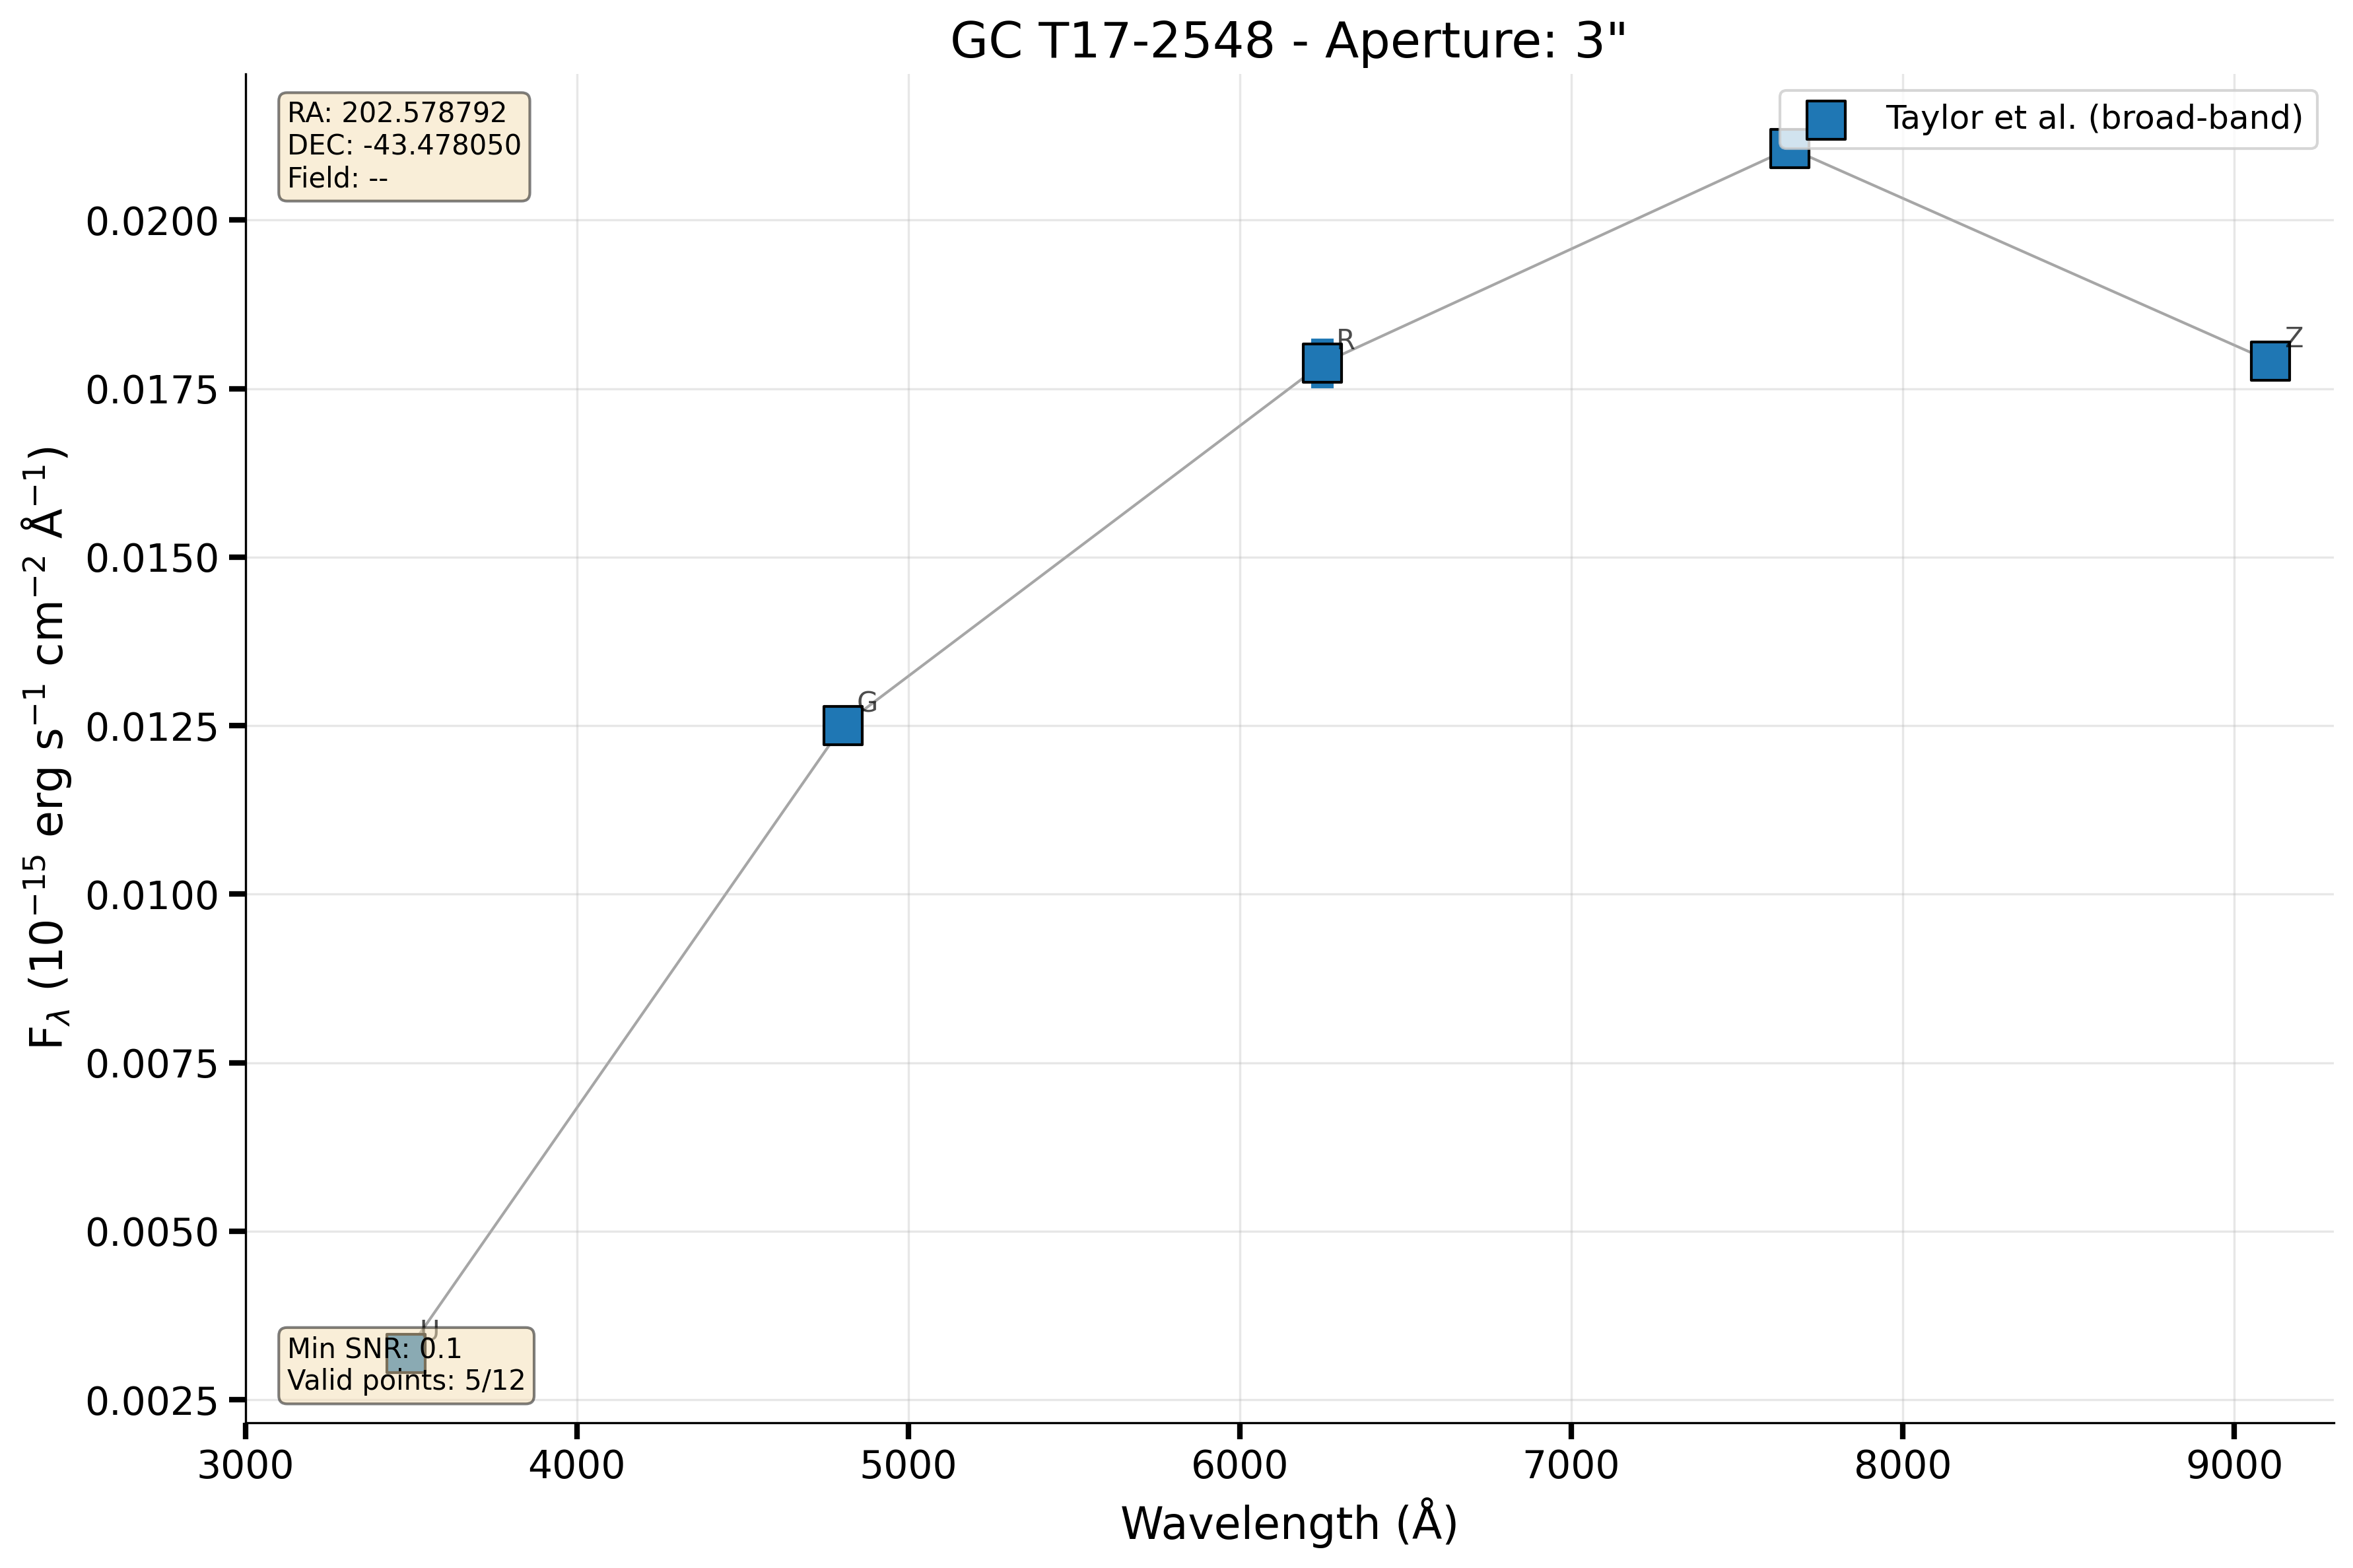 GC T17-2548 - Aperture: 3"
RA: 202.578792
DEC: -43.478050
Field: --
Taylor et al. (broad-band)
0.0200
0.0175
0.0150
0.0125
0.0100
0.0075
0.0050
0.0025
F_λ (10⁻¹⁵ erg s⁻¹ cm⁻² Å⁻¹)
R
Z
G
U
Min SNR: 0.1
Valid points: 5/12
3000 4000 5000 6000 7000 8000 9000
Wavelength (Å)